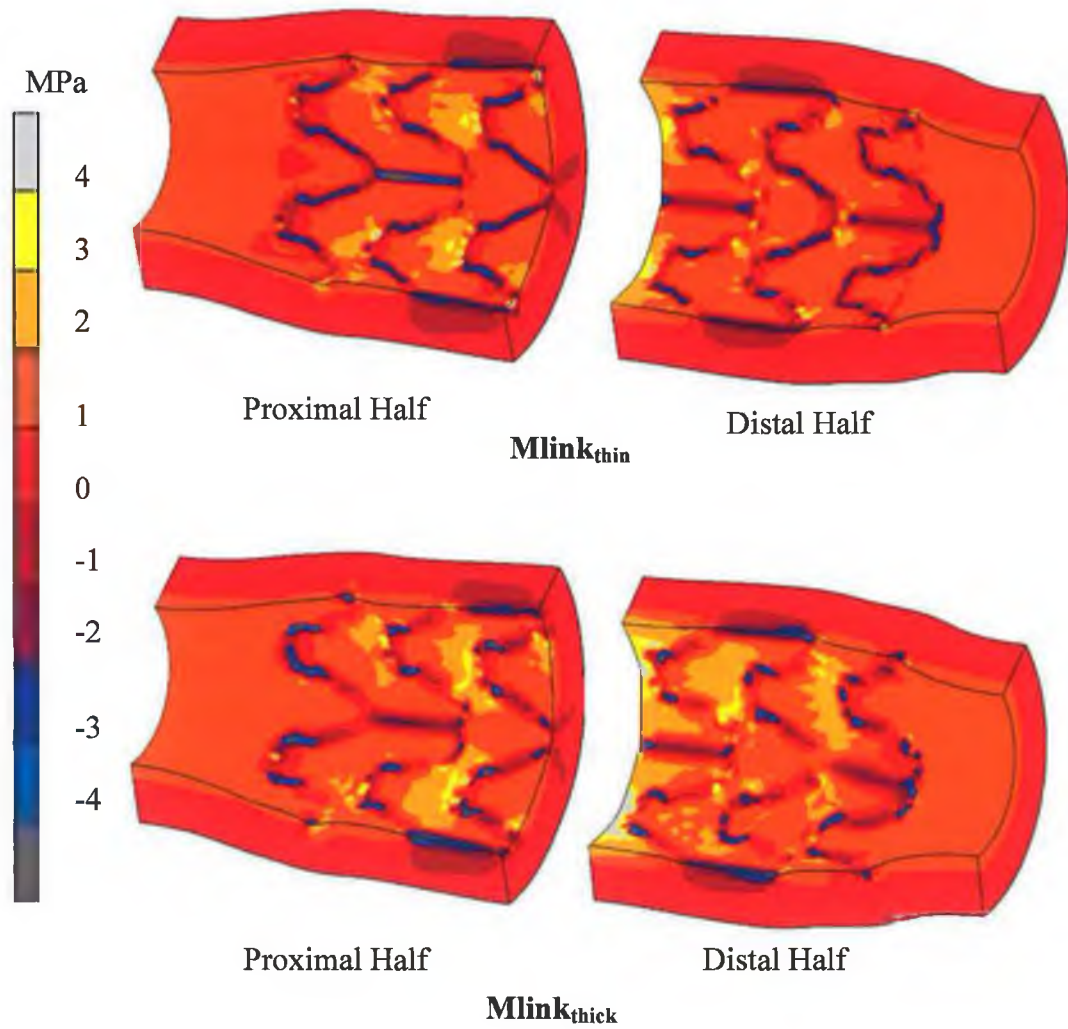 MPa
4
3
2
1
0
-1
-2
-3
-4
Proximal Half
Distal Half
Mlinkthin
Proximal Half
Distal Half
Mlinkthick